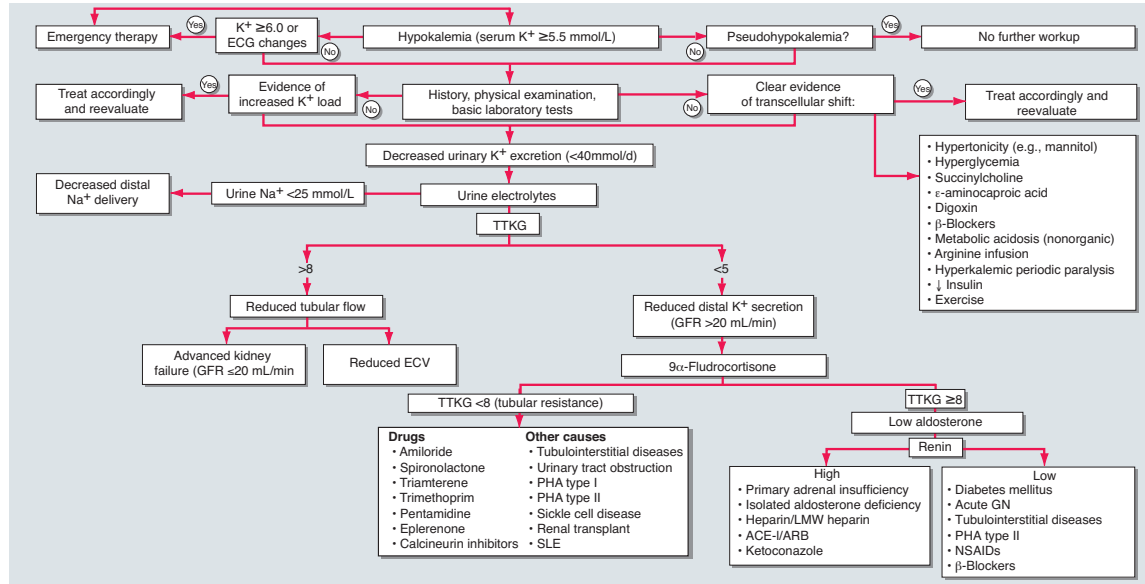 Emergency therapy
Yes
K+ ≥6.0 or
ECG changes
No
Hypokalemia (serum K+ ≥5.5 mmol/L)
No
Pseudohypokalemia?
Yes
No further workup
Treat accordingly
and reevaluate
Yes
Evidence of
increased K+ load
No
History, physical examination,
basic laboratory tests
No
Clear evidence
of transcellular shift:
Yes
Treat accordingly and
reevaluate
• Hypertonicity (e.g., mannitol)
• Hyperglycemia
• Succinylcholine
• ε-aminocaproic acid
• Digoxin
• β-Blockers
• Metabolic acidosis (nonorganic)
• Arginine infusion
• Hyperkalemic periodic paralysis
• ↓ Insulin
• Exercise
Decreased urinary K+ excretion (<40mmol/d)
Decreased distal
Na+ delivery
Urine Na+ <25 mmol/L
Urine electrolytes
TTKG
>8
<5
Reduced tubular flow
Reduced distal K+ secretion
(GFR >20 mL/min)
Advanced kidney
failure (GFR ≤20 mL/min
Reduced ECV
9α-Fludrocortisone
TTKG <8 (tubular resistance)
TTKG ≥8
Low aldosterone
Renin
Drugs
• Amiloride
• Spironolactone
• Triamterene
• Trimethoprim
• Pentamidine
• Eplerenone
• Calcineurin inhibitors
Other causes
• Tubulointerstitial diseases
• Urinary tract obstruction
• PHA type I
• PHA type II
• Sickle cell disease
• Renal transplant
• SLE
High
• Primary adrenal insufficiency
• Isolated aldosterone deficiency
• Heparin/LMW heparin
• ACE-I/ARB
• Ketoconazole
Low
• Diabetes mellitus
• Acute GN
• Tubulointerstitial diseases
• PHA type II
• NSAIDs
• β-Blockers